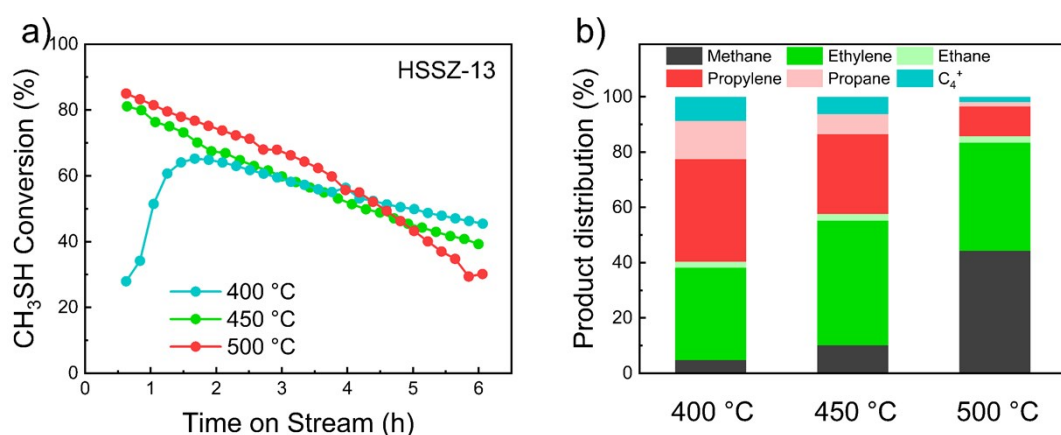 a)
HSSZ-13
CH₃SH Conversion (%)
100
80
60
40
20
0
400 °C
450 °C
500 °C
0 1 2 3 4 5 6
Time on Stream (h)
b)
Methane Ethylene Ethane
Propylene Propane C₄⁺
Product distribution (%)
100
80
60
40
20
0
400 °C 450 °C 500 °C